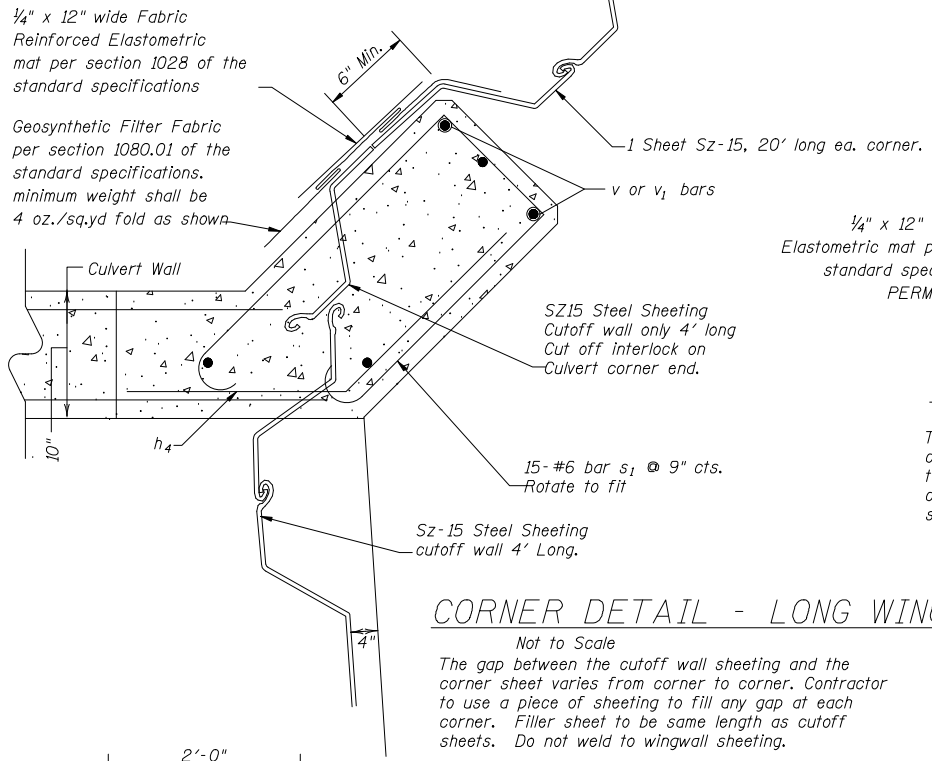 ¼" x 12" wide Fabric
Reinforced Elastometric
mat per section 1028 of the
standard specifications
Geosynthetic Filter Fabric
per section 1080.01 of the
standard specifications.
minimum weight shall be
4 oz./sq.yd fold as shown
6" Min.
1 Sheet Sz-15, 20' long ea. corner.
v or v₁ bars
¼" x 12"
Elastometric mat p
standard spec
PERM
Culvert Wall
SZ15 Steel Sheeting
Cutoff wall only 4' long
Cut off interlock on
Culvert corner end.
10"
h₄
15-#6 bar s₁ @ 9" cts.
Rotate to fit
Sz-15 Steel Sheeting
cutoff wall 4' Long.
4"
CORNER DETAIL - LONG WING
Not to Scale
The gap between the cutoff wall sheeting and the
corner sheet varies from corner to corner. Contractor
to use a piece of sheeting to fill any gap at each
corner. Filler sheet to be same length as cutoff
sheets. Do not weld to wingwall sheeting.
2'-0"